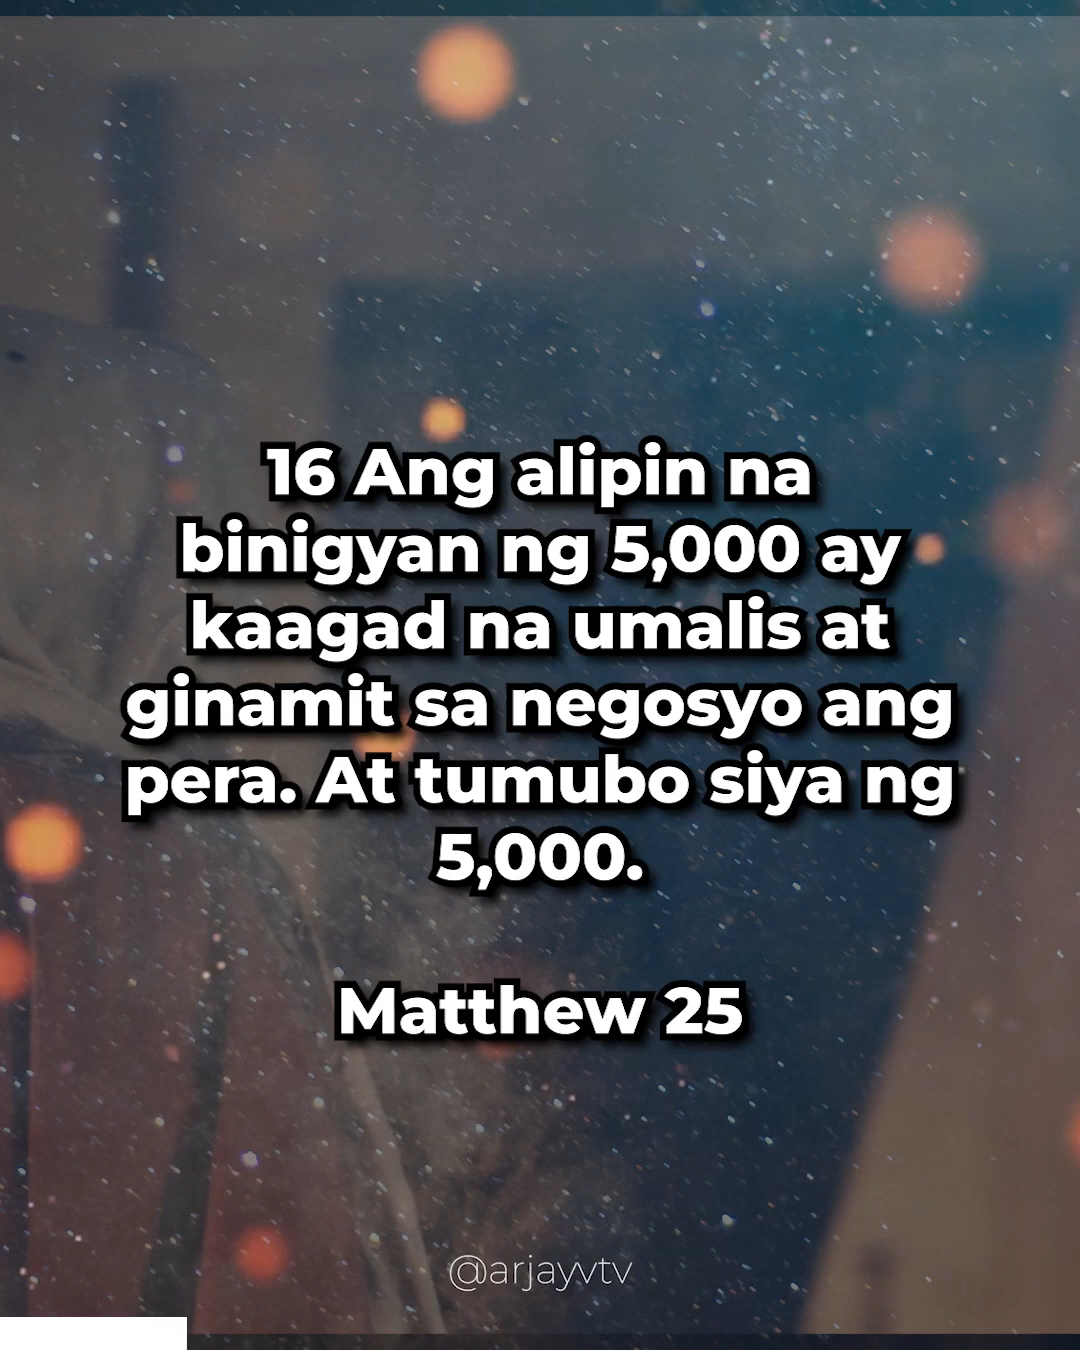 16 Ang alipin na
binigyan ng 5,000 ay
kaagad na umalis at
ginamit sa negosyo ang
pera. At tumubo siya ng
5,000.
Matthew 25
@arjayvtv